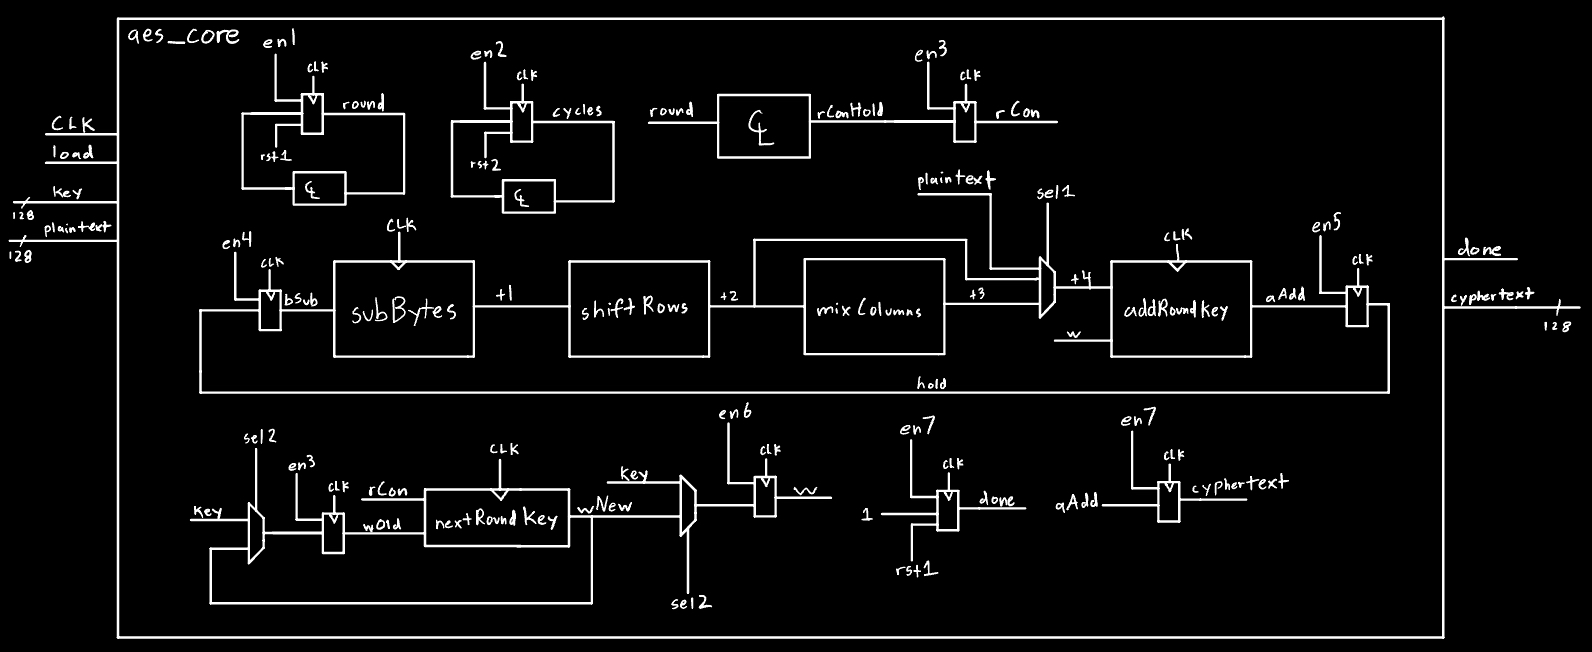 aes_core
CLK
load
key
128
plaintext
128
en1
clk
round
rst1
CL
en2
clk
cycles
rst2
CL
round
CL
rConHold
en3
clk
rCon
plaintext
sel1
en4
clk
bSub
CLK
subBytes
t1
shiftRows
t2
mixColumns
t3
t4
w
CLK
addRoundKey
aAdd
en5
clk
hold
done
cyphertext
128
sel2
key
en3
clk
rCon
wOld
CLK
nextRoundKey
wNew
key
sel2
en6
clk
w
en7
clk
1
rst1
done
en7
clk
aAdd
cyphertext